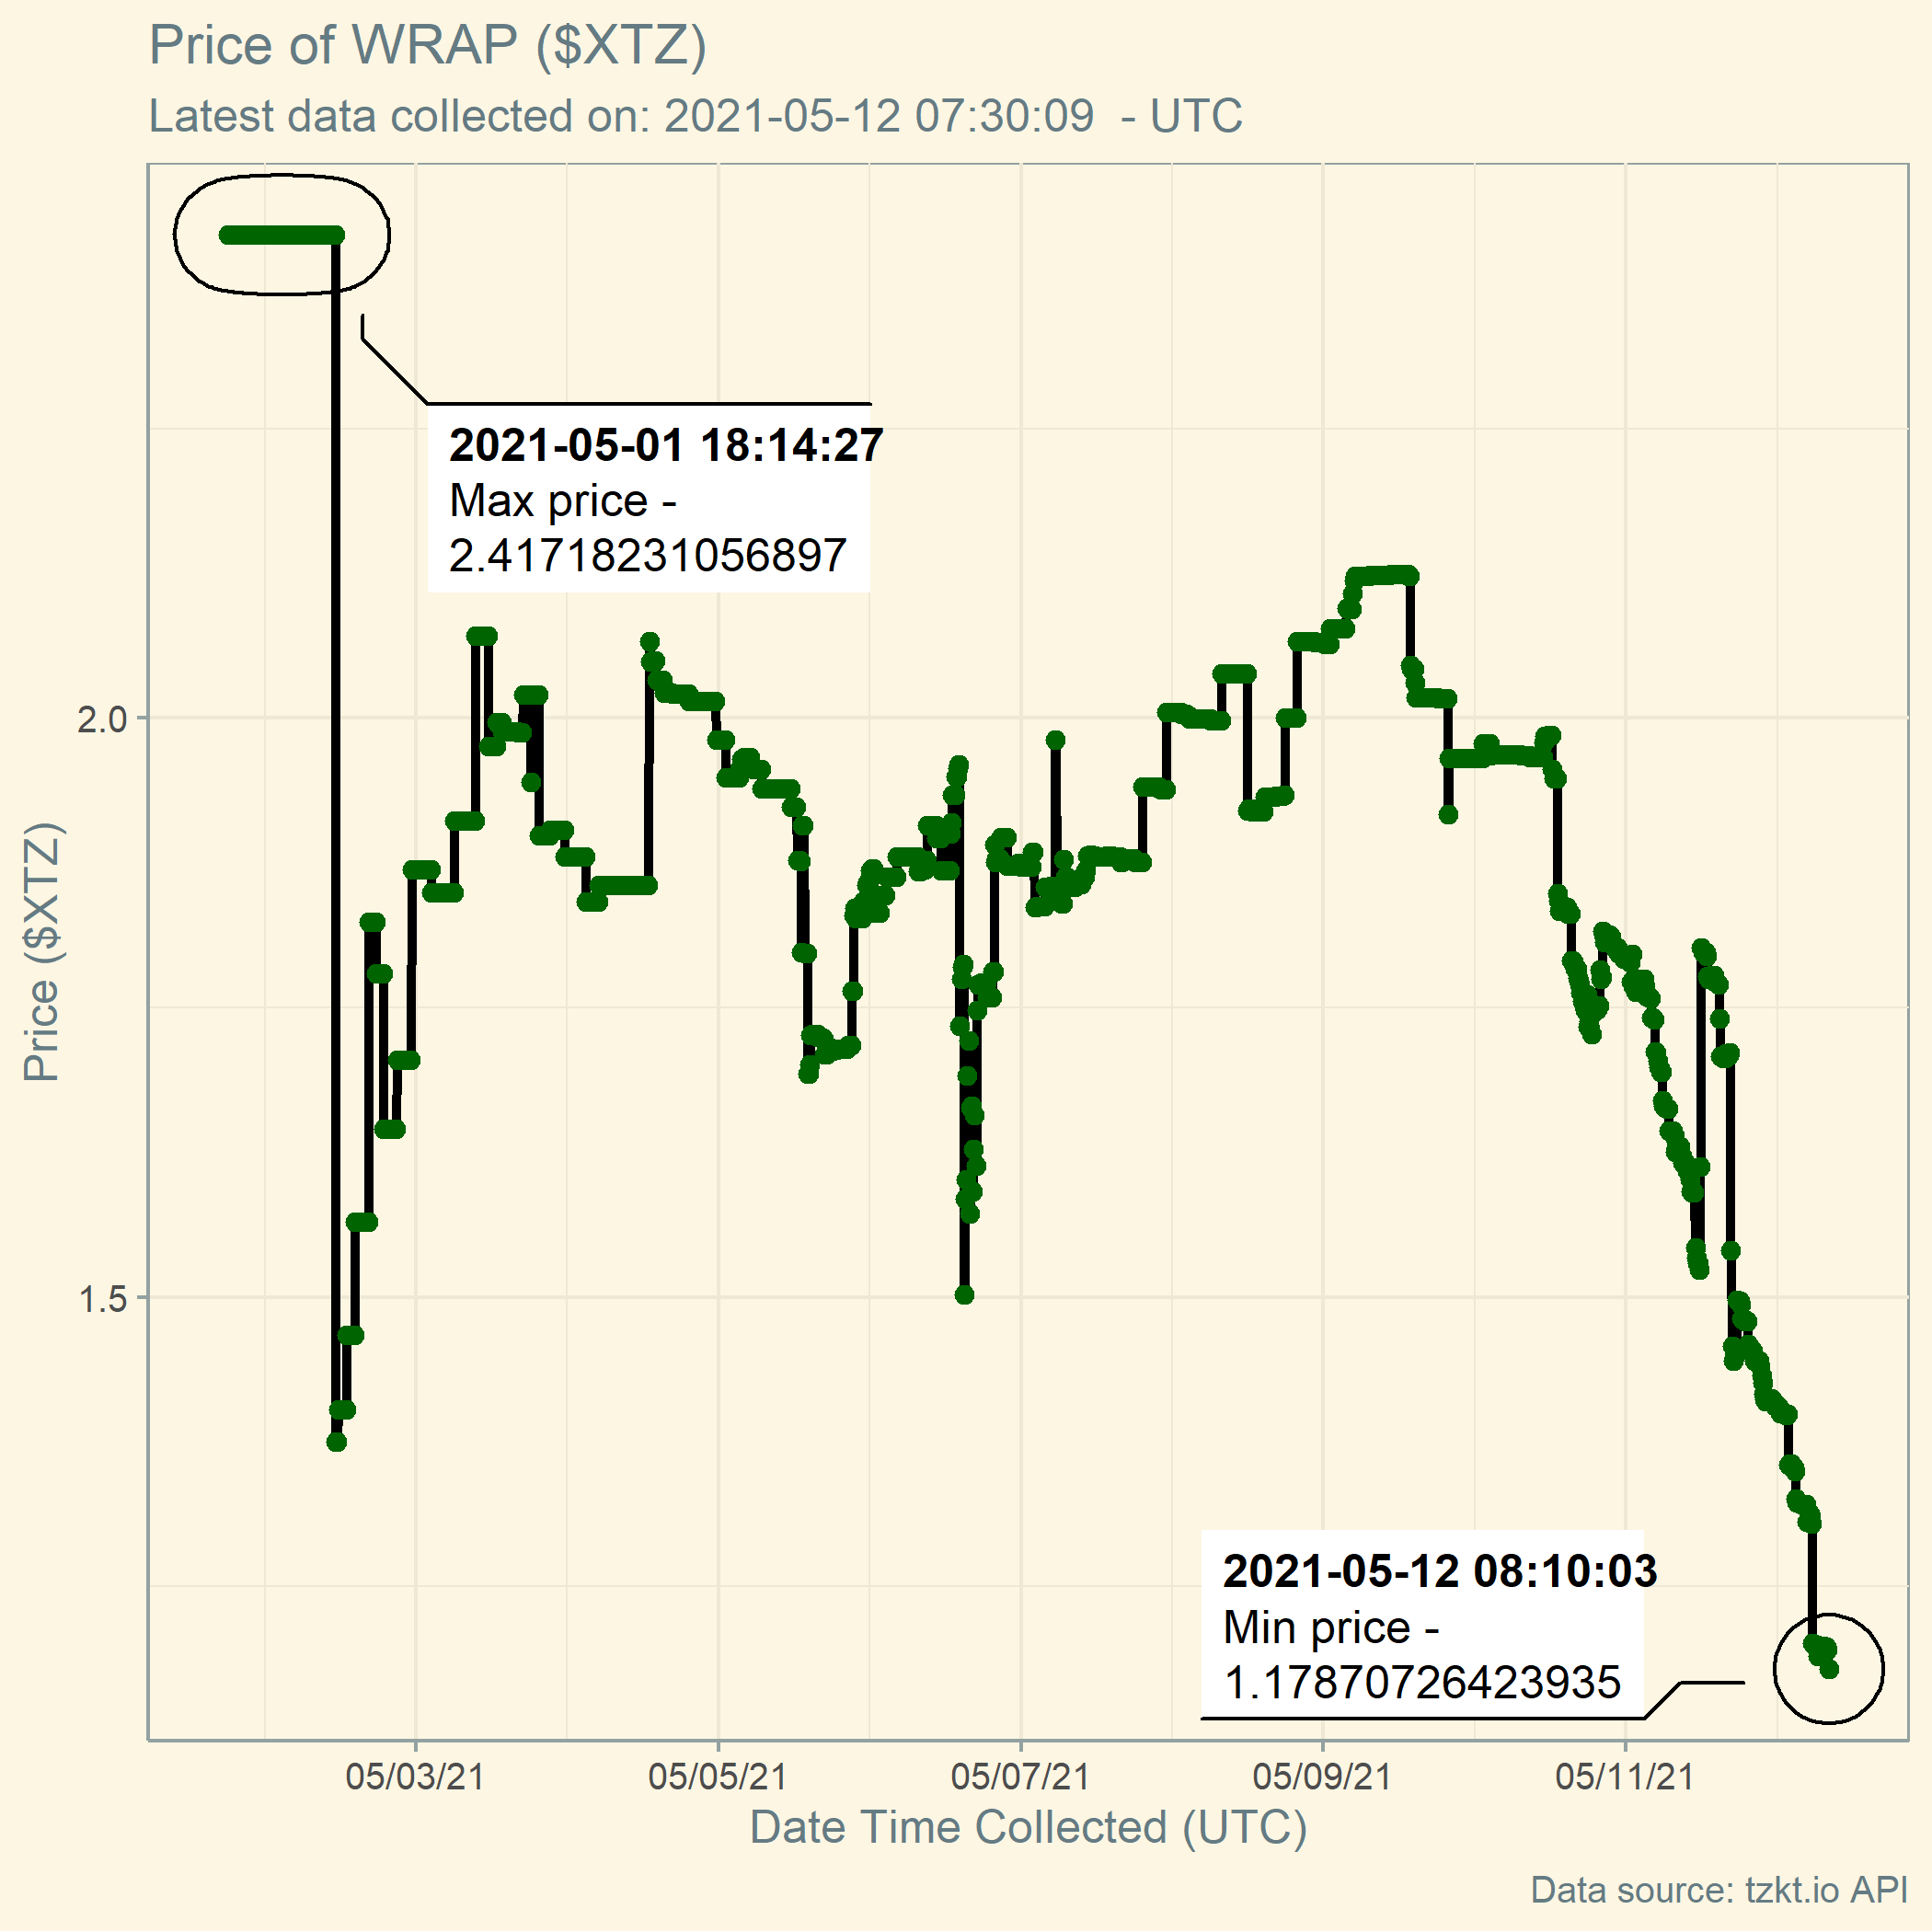 Price of WRAP ($XTZ)
Latest data collected on: 2021-05-12 07:30:09  - UTC
2021-05-01 18:14:27
Max price -
2.41718231056897
2.0
Price ($XTZ)
1.5
2021-05-12 08:10:03
Min price -
1.17870726423935
05/03/21
05/05/21
05/07/21
05/09/21
05/11/21
Date Time Collected (UTC)
Data source: tzkt.io API